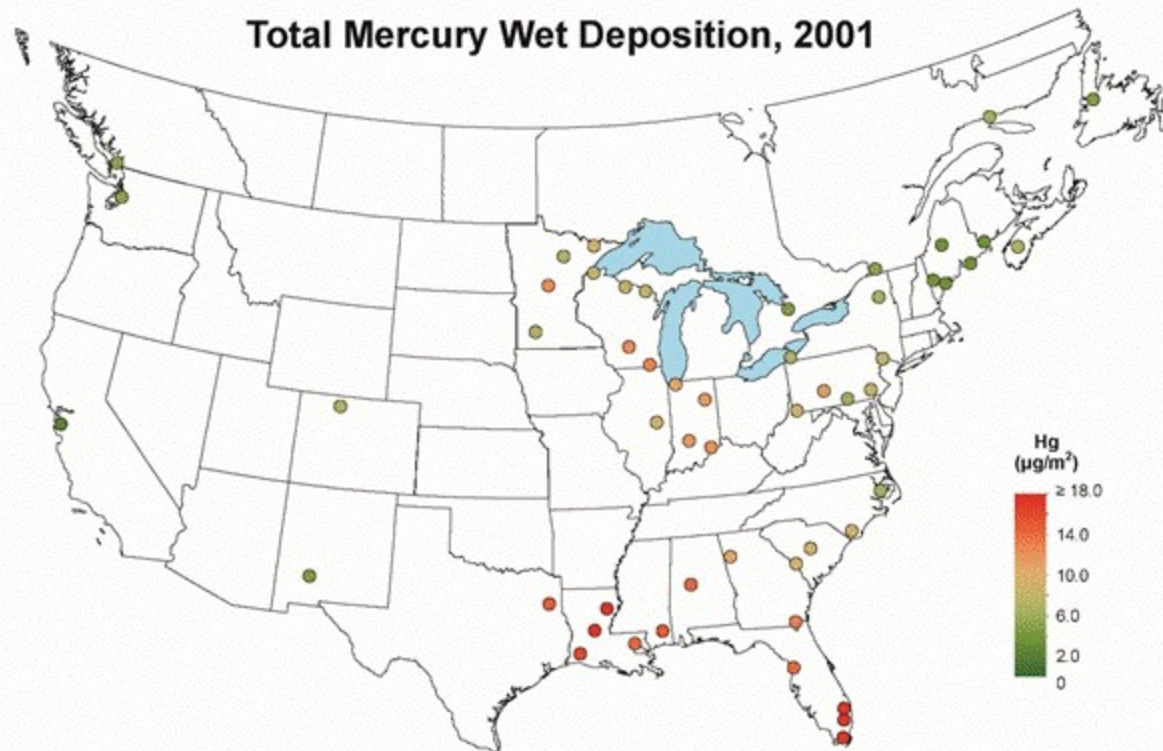 Total Mercury Wet Deposition, 2001
Hg
(µg/m²)
≥ 18.0
14.0
10.0
6.0
2.0
0